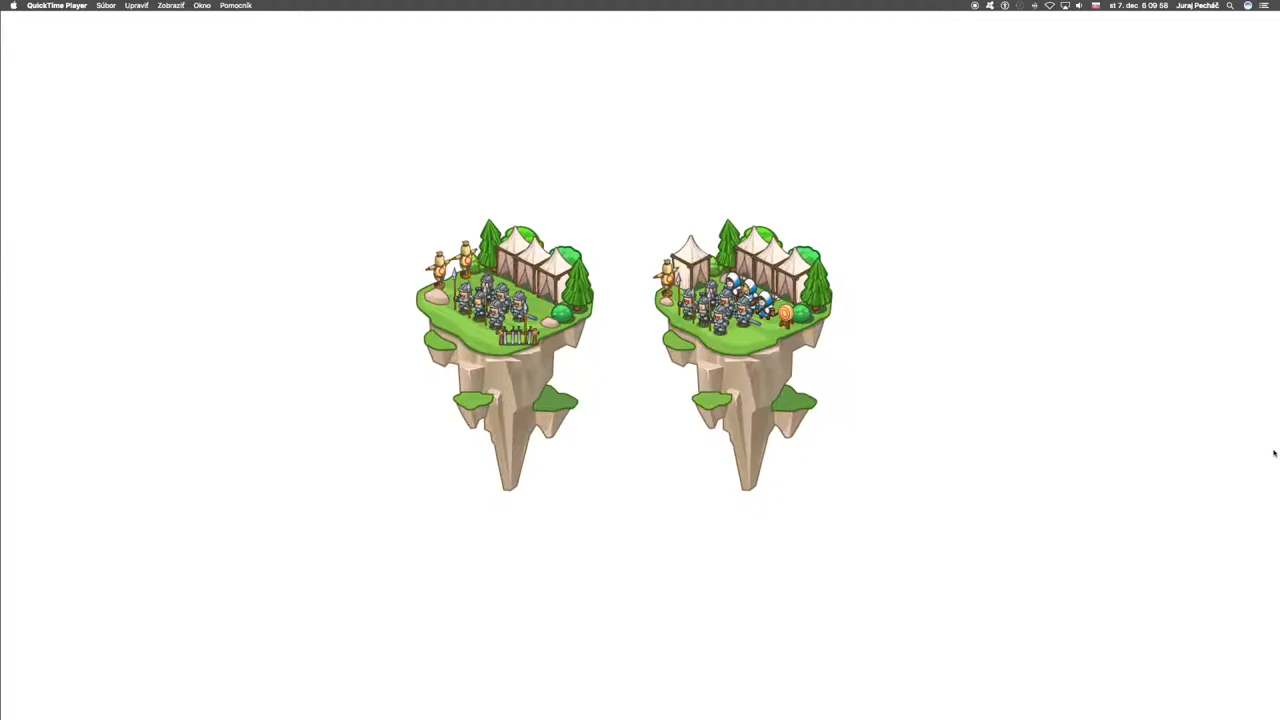 QuickTime Player Súbor Upraviť Zobraziť Okno Pomocník st 7. dec 6 09 58 Juraj Pecháč